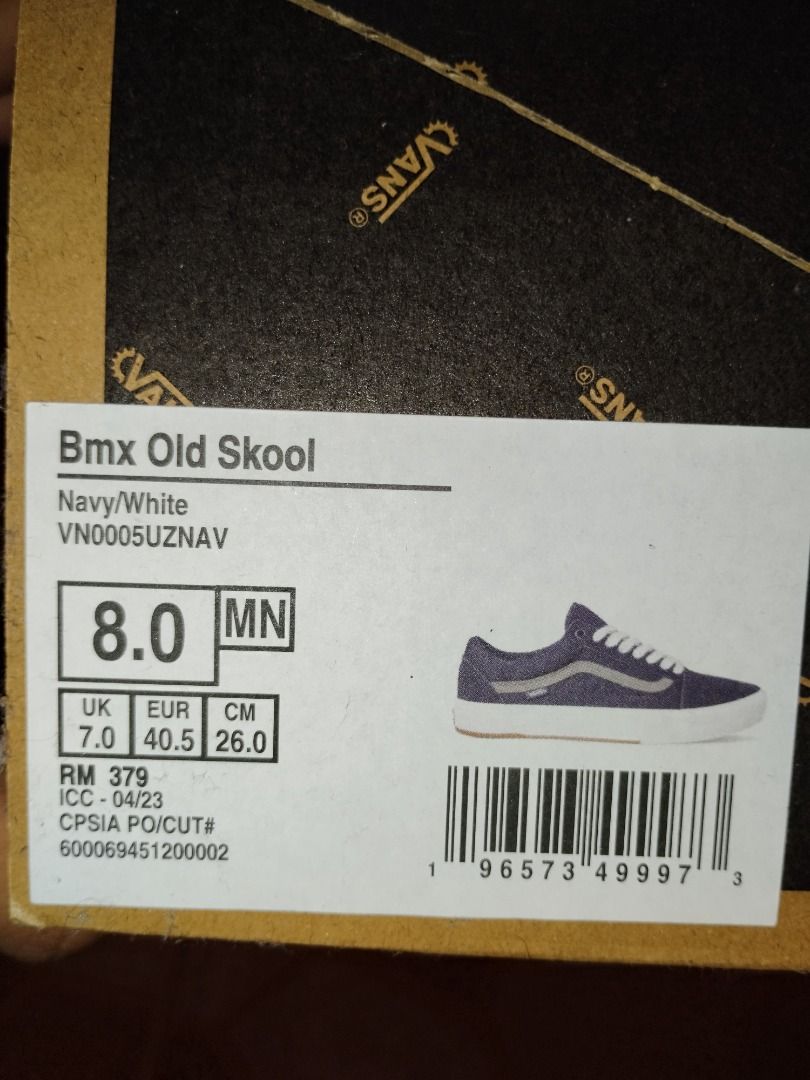 VANS®
VANS
VANS®
Bmx Old Skool
Navy/White
VN0005UZNAV
8.0 MN
UK EUR CM
7.0 40.5 26.0
RM 379
ICC - 04/23
CPSIA PO/CUT#
600069451200002
1 96573 49997 3